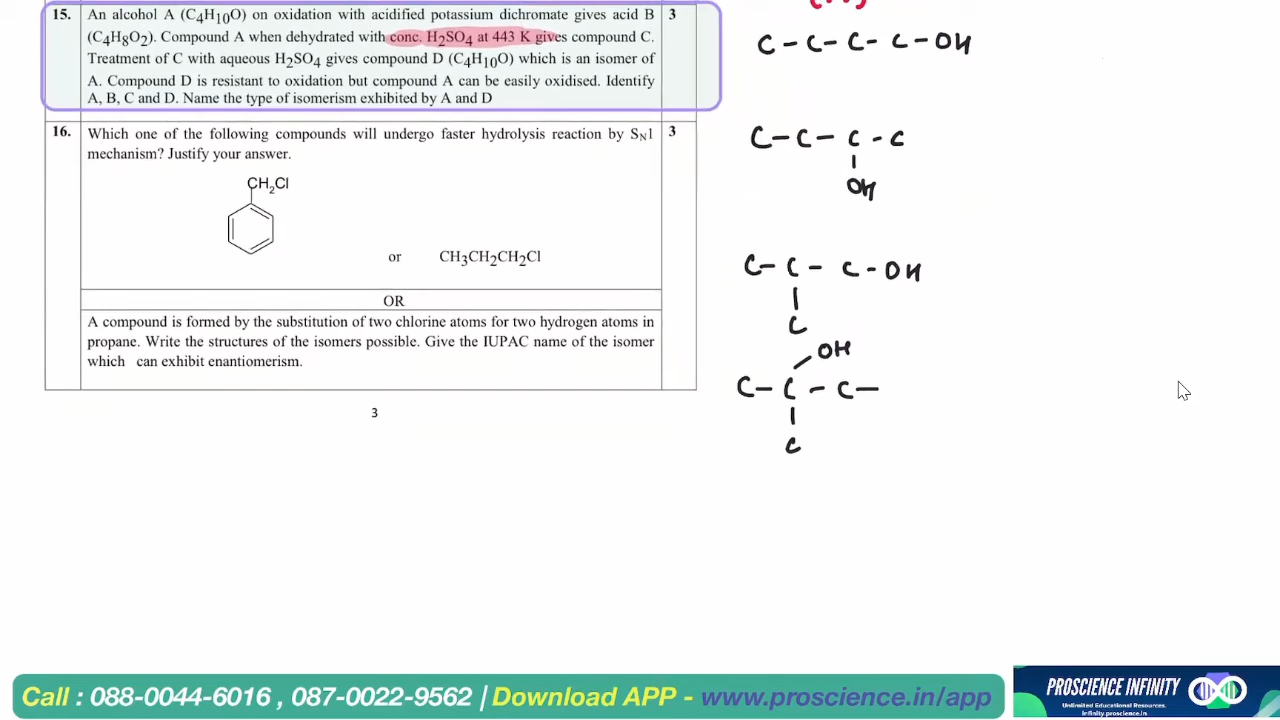 15. An alcohol A (C4H10O) on oxidation with acidified potassium dichromate gives acid B 3
(C4H8O2). Compound A when dehydrated with conc. H2SO4 at 443 K gives compound C.
Treatment of C with aqueous H2SO4 gives compound D (C4H10O) which is an isomer of
A. Compound D is resistant to oxidation but compound A can be easily oxidised. Identify
A, B, C and D. Name the type of isomerism exhibited by A and D
16. Which one of the following compounds will undergo faster hydrolysis reaction by SN1 3
mechanism? Justify your answer.
CH2Cl
or CH3CH2CH2Cl
OR
A compound is formed by the substitution of two chlorine atoms for two hydrogen atoms in
propane. Write the structures of the isomers possible. Give the IUPAC name of the isomer
which can exhibit enantiomerism.
3
C - C - C - C - OH
C - C - C - C
OH
C - C - C - OH
C
OH
C - C - C -
C
Call : 088-0044-6016 , 087-0022-9562 | Download APP - www.proscience.in/app
PROSCIENCE INFINITY
Unlimited Educational Resources.
infinity.proscience.in